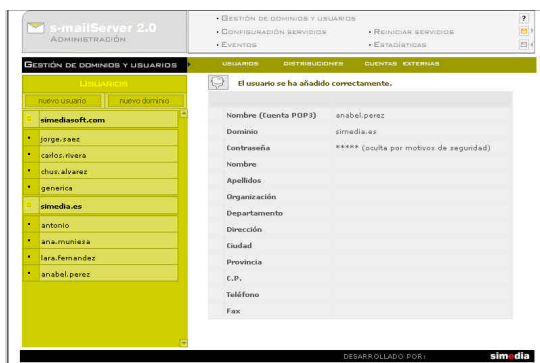 s-mailServer 2.0
ADMINISTRACIÓN
• GESTIÓN DE DOMINIOS Y USUARIOS
• CONFIGURACIÓN SERVICIOS
• REINICIAR SERVICIOS
• EVENTOS
• ESTADÍSTICAS
?
GESTIÓN DE DOMINIOS Y USUARIOS
USUARIOS DISTRIBUCIONES CUENTAS EXTERNAS
USUARIOS
nuevo usuario nuevo dominio
simediasoft.com
• jorge.saez
• carlos.rivera
• chus.alvarez
• generica
simedia.es
• antonio
• ana.muniesa
• lara.fernandez
• anabel.perez
El usuario se ha añadido correctamente.
Nombre (Cuenta POP3) anabel.perez
Dominio simedia.es
Contraseña ***** (oculta por motivos de seguridad)
Nombre
Apellidos
Organización
Departamento
Dirección
Ciudad
Provincia
C.P.
Teléfono
Fax
DESARROLLADO POR: simedia